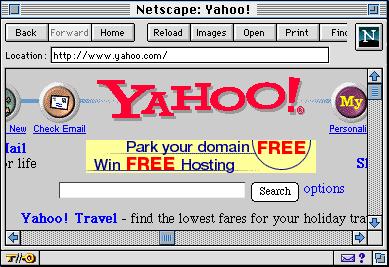 Netscape: Yahoo!
Back Forward Home Reload Images Open Print Find
Location: http://www.yahoo.com/
N
YAHOO!®
My
New Check Email Personali
Mail
Park your domain FREE
Win FREE Hosting
for life
Search options
Yahoo! Travel - find the lowest fares for your holiday tra
?